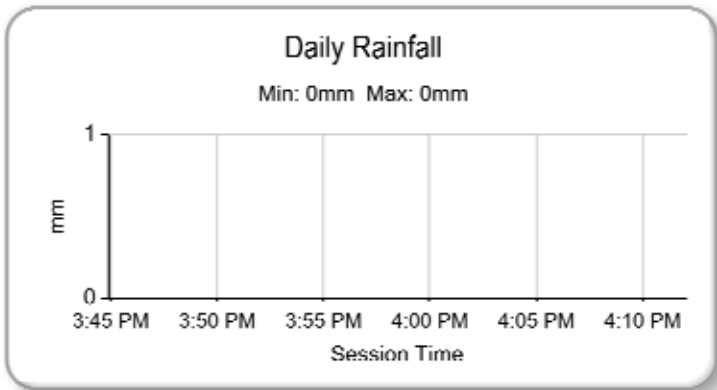 Daily Rainfall
Min: 0mm Max: 0mm
1
mm
0
3:45 PM 3:50 PM 3:55 PM 4:00 PM 4:05 PM 4:10 PM
Session Time